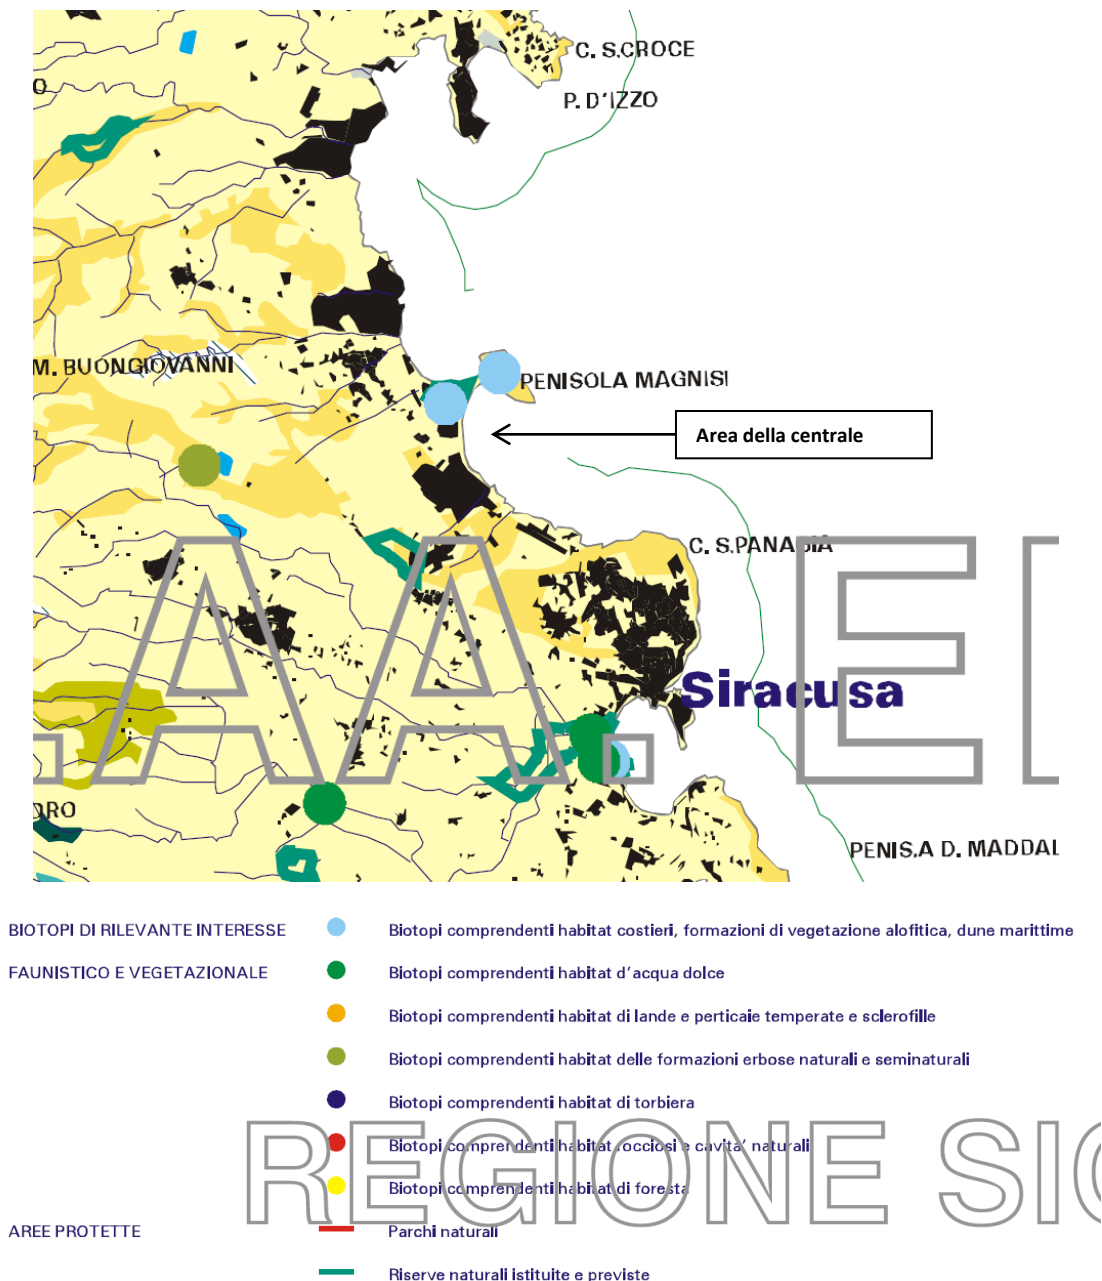 C. S.CROCE
O
P. D'IZZO
M. BUONGIOVANNI
PENISOLA MAGNISI
Area della centrale
C. S.PANAGIA
AA. E
Siracusa
DRO
PENIS.A D. MADDAL
BIOTOPI DI RILEVANTE INTERESSE
Biotopi comprendenti habitat costieri, formazioni di vegetazione alofitica, dune marittime
FAUNISTICO E VEGETAZIONALE
Biotopi comprendenti habitat d'acqua dolce
Biotopi comprendenti habitat di lande e perticaie temperate e sclerofille
Biotopi comprendenti habitat delle formazioni erbose naturali e seminaturali
Biotopi comprendenti habitat di torbiera
Biotopi comprendenti habitat rocciosi e cavita' naturali
Biotopi comprendenti habitat di foresta
REGIONE SIC
AREE PROTETTE
Parchi naturali
Riserve naturali istituite e previste